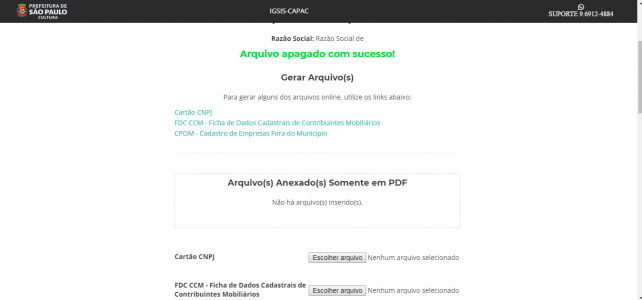 PREFEITURA DE
SÃO PAULO
CULTURA
IGSIS-CAPAC
SUPORTE 9.6912-4884
Razão Social: Razão Social de
Arquivo apagado com sucesso!
Gerar Arquivo(s)
Para gerar alguns dos arquivos online, utilize os links abaixo:
Cartão CNPJ
FDC CCM - Ficha de Dados Cadastrais de Contribuintes Mobiliários
CPOM - Cadastro de Empresas Fora do Município
Arquivo(s) Anexado(s) Somente em PDF
Não há arquivo(s) inserido(s).
Cartão CNPJ
Escolher arquivo Nenhum arquivo selecionado
FDC CCM - Ficha de Dados Cadastrais de
Contribuintes Mobiliários
Escolher arquivo Nenhum arquivo selecionado